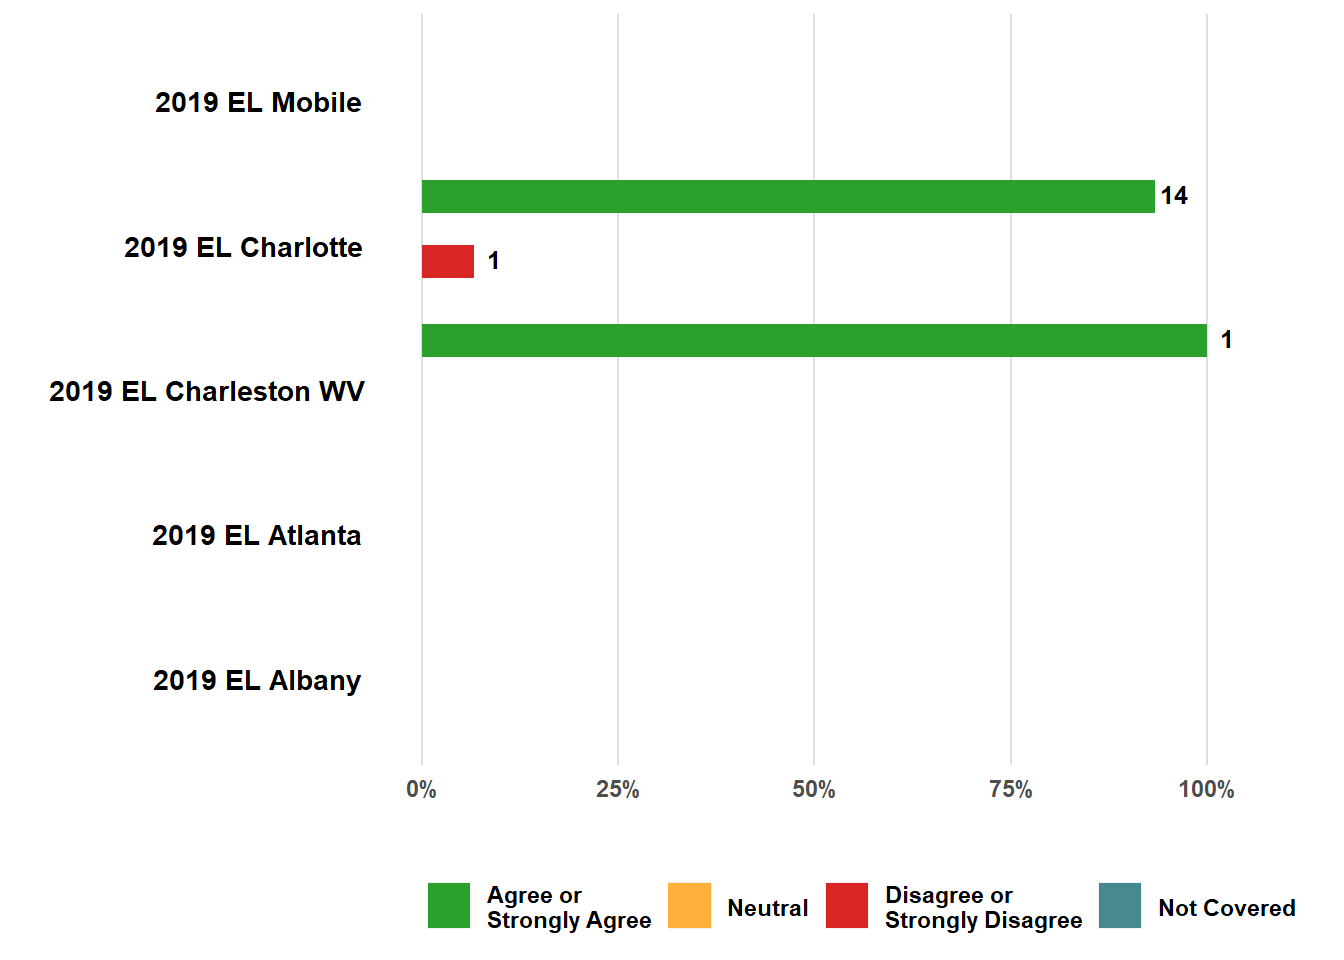 2019 EL Mobile
14
2019 EL Charlotte
1
1
2019 EL Charleston WV
2019 EL Atlanta
2019 EL Albany
0% 25% 50% 75% 100%
Agree or
Strongly Agree
Neutral
Disagree or
Strongly Disagree
Not Covered